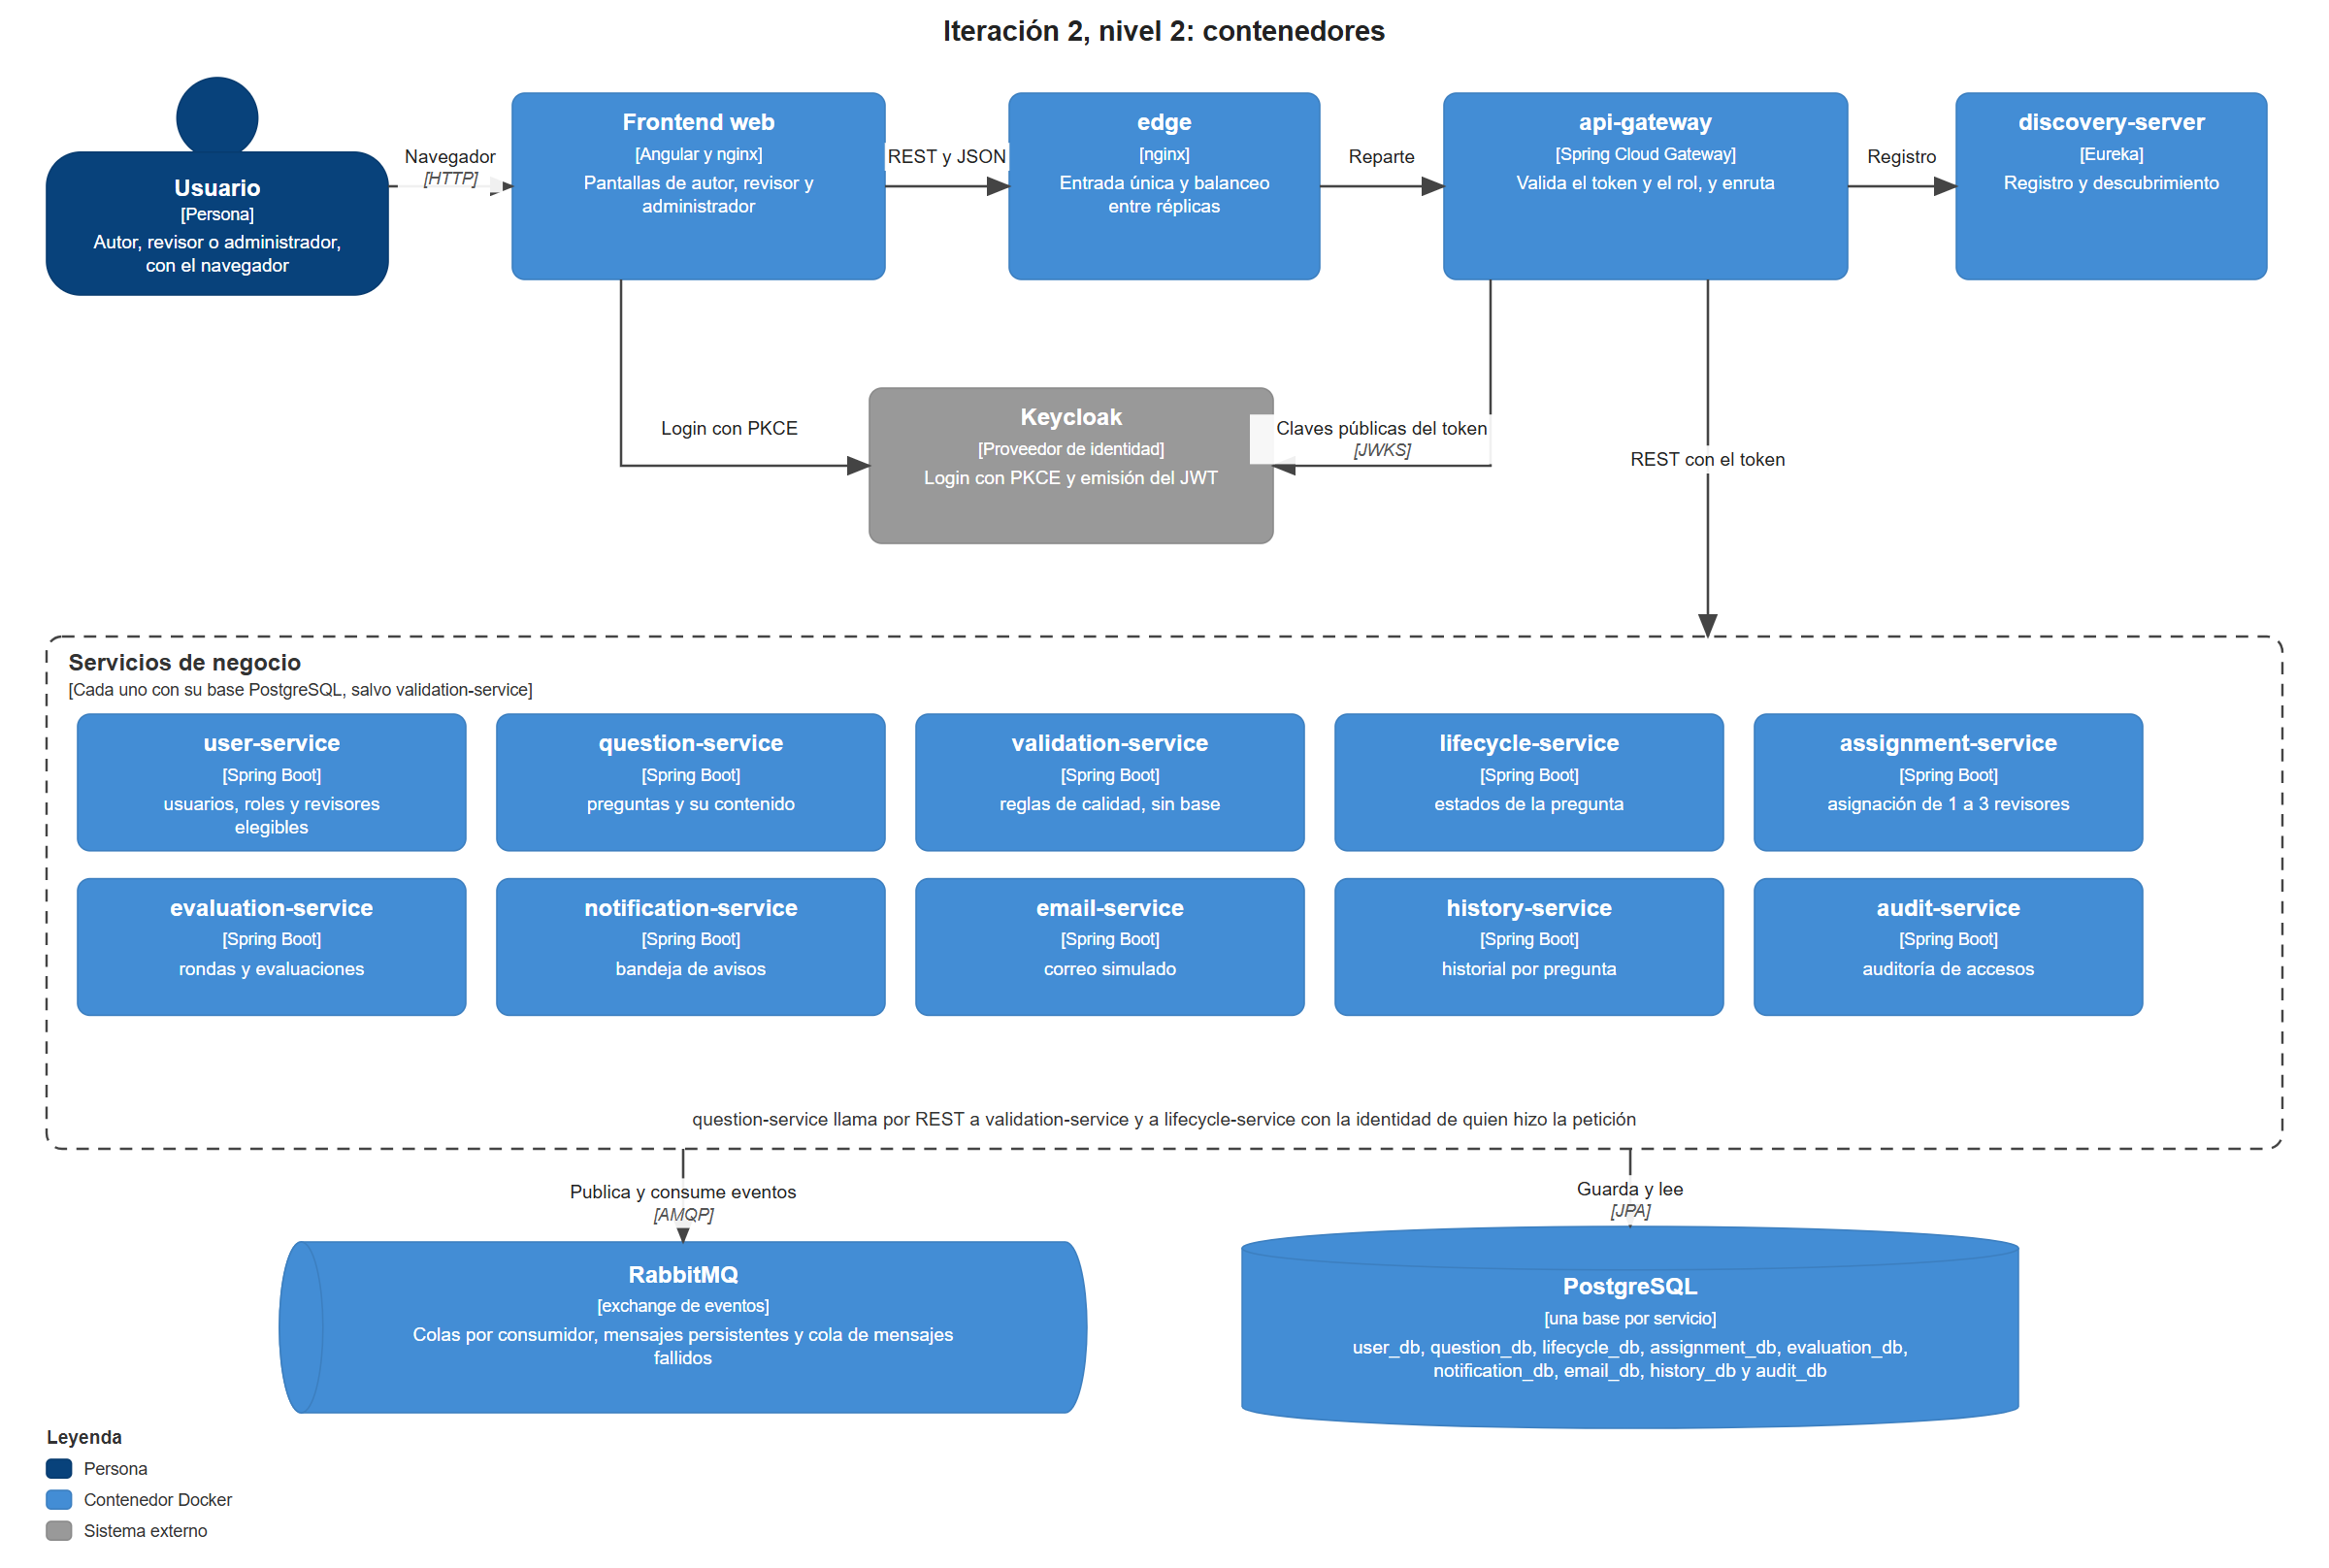 Iteración 2, nivel 2: contenedores
Usuario
[Persona]
Autor, revisor o administrador,
con el navegador
Navegador
[HTTP]
Frontend web
[Angular y nginx]
Pantallas de autor, revisor y
administrador
REST y JSON
edge
[nginx]
Entrada única y balanceo
entre réplicas
Reparte
api-gateway
[Spring Cloud Gateway]
Valida el token y el rol, y enruta
Registro
discovery-server
[Eureka]
Registro y descubrimiento
Login con PKCE
Keycloak
[Proveedor de identidad]
Login con PKCE y emisión del JWT
Claves públicas del token
[JWKS]
REST con el token
Servicios de negocio
[Cada uno con su base PostgreSQL, salvo validation-service]
user-service
[Spring Boot]
usuarios, roles y revisores
elegibles
question-service
[Spring Boot]
preguntas y su contenido
validation-service
[Spring Boot]
reglas de calidad, sin base
lifecycle-service
[Spring Boot]
estados de la pregunta
assignment-service
[Spring Boot]
asignación de 1 a 3 revisores
evaluation-service
[Spring Boot]
rondas y evaluaciones
notification-service
[Spring Boot]
bandeja de avisos
email-service
[Spring Boot]
correo simulado
history-service
[Spring Boot]
historial por pregunta
audit-service
[Spring Boot]
auditoría de accesos
question-service llama por REST a validation-service y a lifecycle-service con la identidad de quien hizo la petición
Publica y consume eventos
[AMQP]
Guarda y lee
[JPA]
RabbitMQ
[exchange de eventos]
Colas por consumidor, mensajes persistentes y cola de mensajes
fallidos
PostgreSQL
[una base por servicio]
user_db, question_db, lifecycle_db, assignment_db, evaluation_db,
notification_db, email_db, history_db y audit_db
Leyenda
Persona
Contenedor Docker
Sistema externo